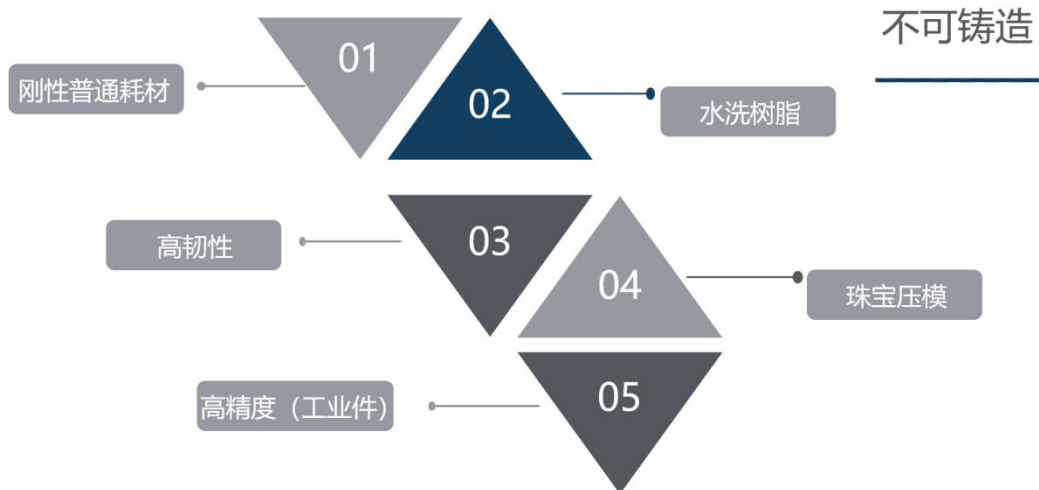 不可铸造
01
刚性普通耗材
02
水洗树脂
03
高韧性
04
珠宝压模
05
高精度（工业件）